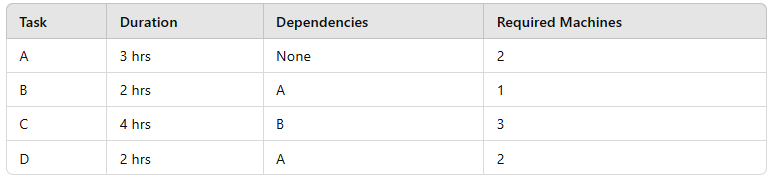 Task Duration Dependencies Required Machines
A 3 hrs None 2
B 2 hrs A 1
C 4 hrs B 3
D 2 hrs A 2